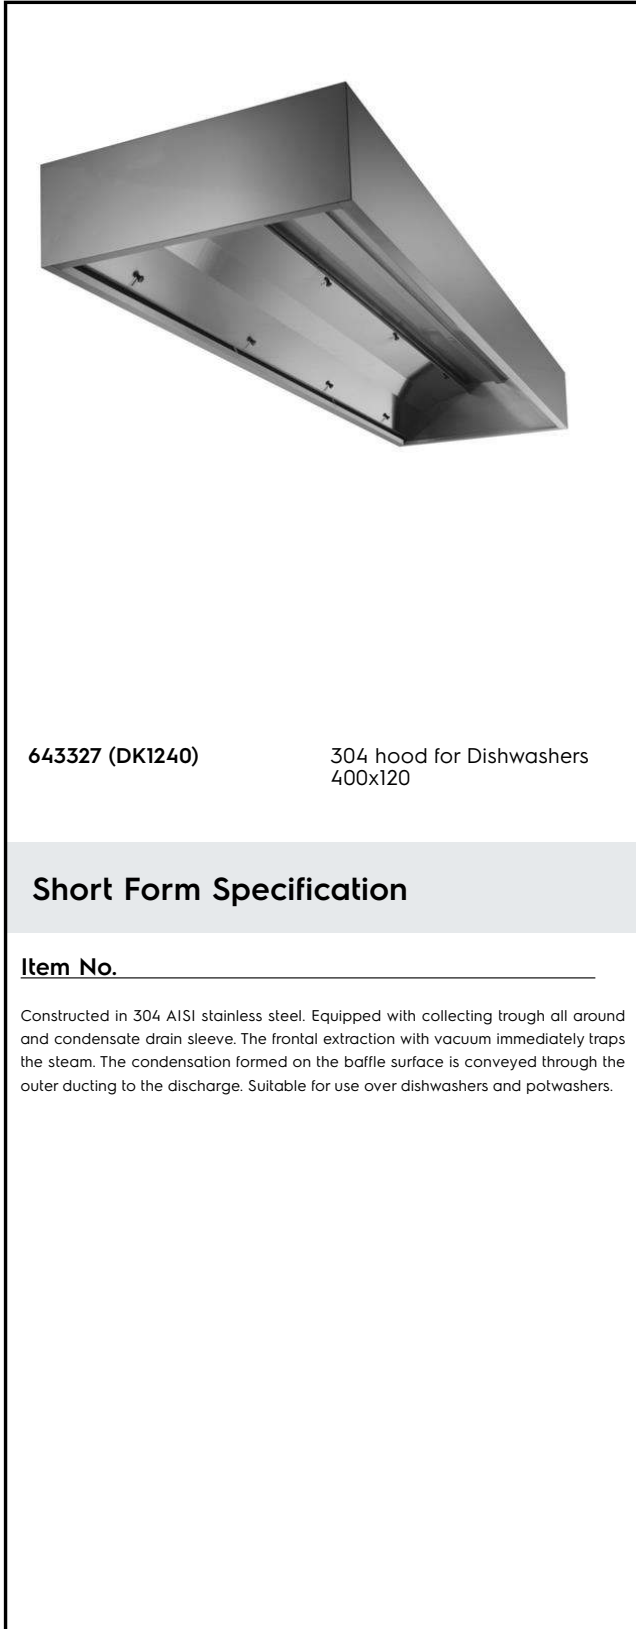 643327 (DK1240)
304 hood for Dishwashers
400x120
Short Form Specification
Item No.
Constructed in 304 AISI stainless steel. Equipped with collecting trough all around
and condensate drain sleeve. The frontal extraction with vacuum immediately traps
the steam. The condensation formed on the baffle surface is conveyed through the
outer ducting to the discharge. Suitable for use over dishwashers and potwashers.